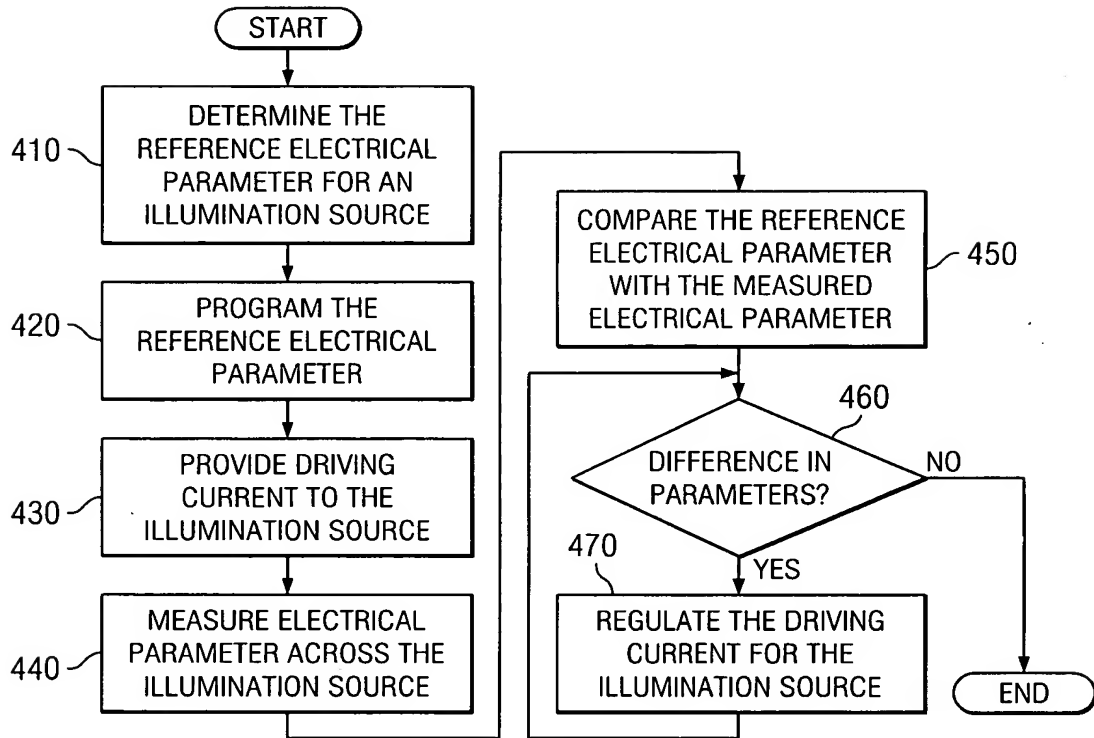 START
410
DETERMINE THE
REFERENCE ELECTRICAL
PARAMETER FOR AN
ILLUMINATION SOURCE
420
PROGRAM THE
REFERENCE ELECTRICAL
PARAMETER
430
PROVIDE DRIVING
CURRENT TO THE
ILLUMINATION SOURCE
440
MEASURE ELECTRICAL
PARAMETER ACROSS THE
ILLUMINATION SOURCE
COMPARE THE REFERENCE
ELECTRICAL PARAMETER
WITH THE MEASURED
ELECTRICAL PARAMETER
450
460
DIFFERENCE IN
PARAMETERS?
NO
YES
470
REGULATE THE DRIVING
CURRENT FOR THE
ILLUMINATION SOURCE
END